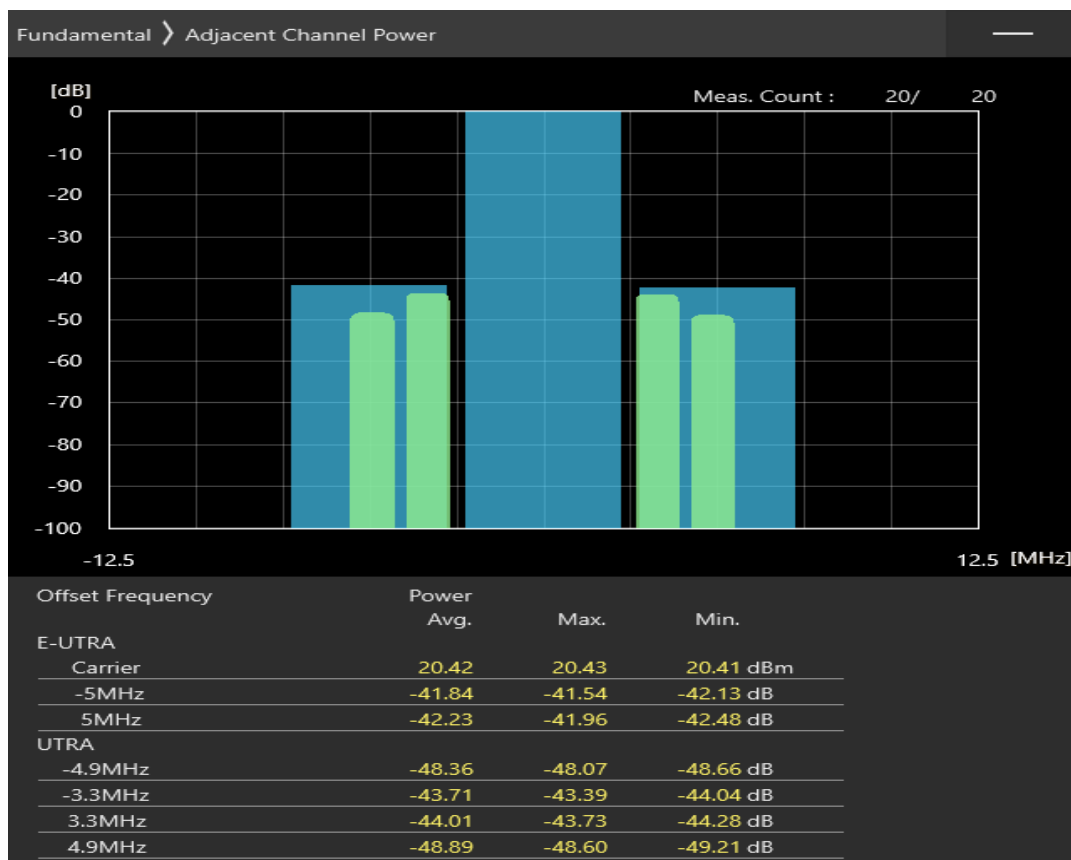 Fundamental ❯ Adjacent Channel Power
[dB]
Meas. Count : 20/ 20
0
-10
-20
-30
-40
-50
-60
-70
-80
-90
-100
-12.5 12.5 [MHz]
Offset Frequency Power
Avg. Max. Min.
E-UTRA
Carrier 20.42 20.43 20.41 dBm
-5MHz -41.84 -41.54 -42.13 dB
5MHz -42.23 -41.96 -42.48 dB
UTRA
-4.9MHz -48.36 -48.07 -48.66 dB
-3.3MHz -43.71 -43.39 -44.04 dB
3.3MHz -44.01 -43.73 -44.28 dB
4.9MHz -48.89 -48.60 -49.21 dB